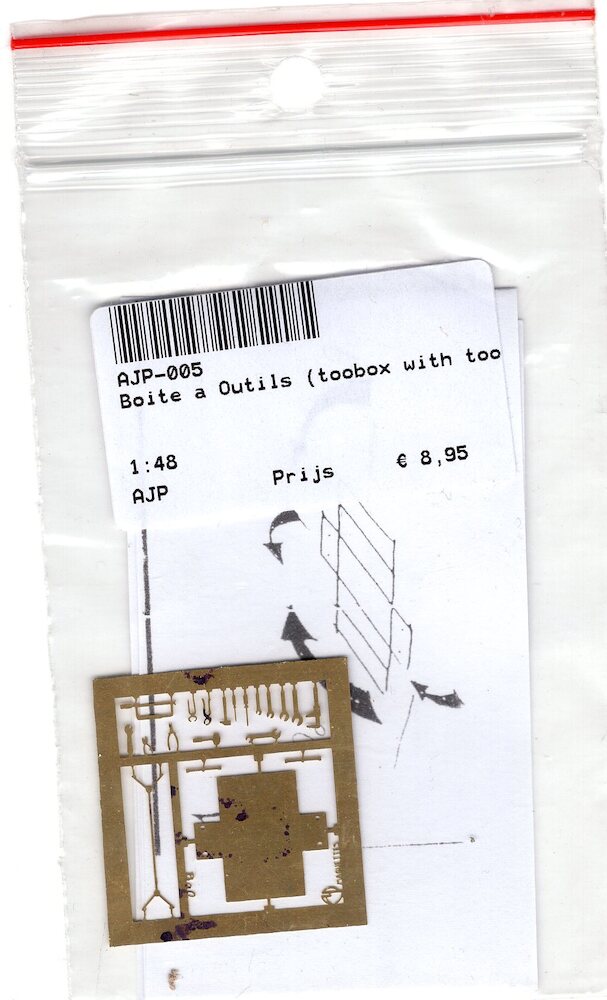 AJP-005
Boite a Outils (toobox with too
1:48
Prijs
€ 8,95
AJP